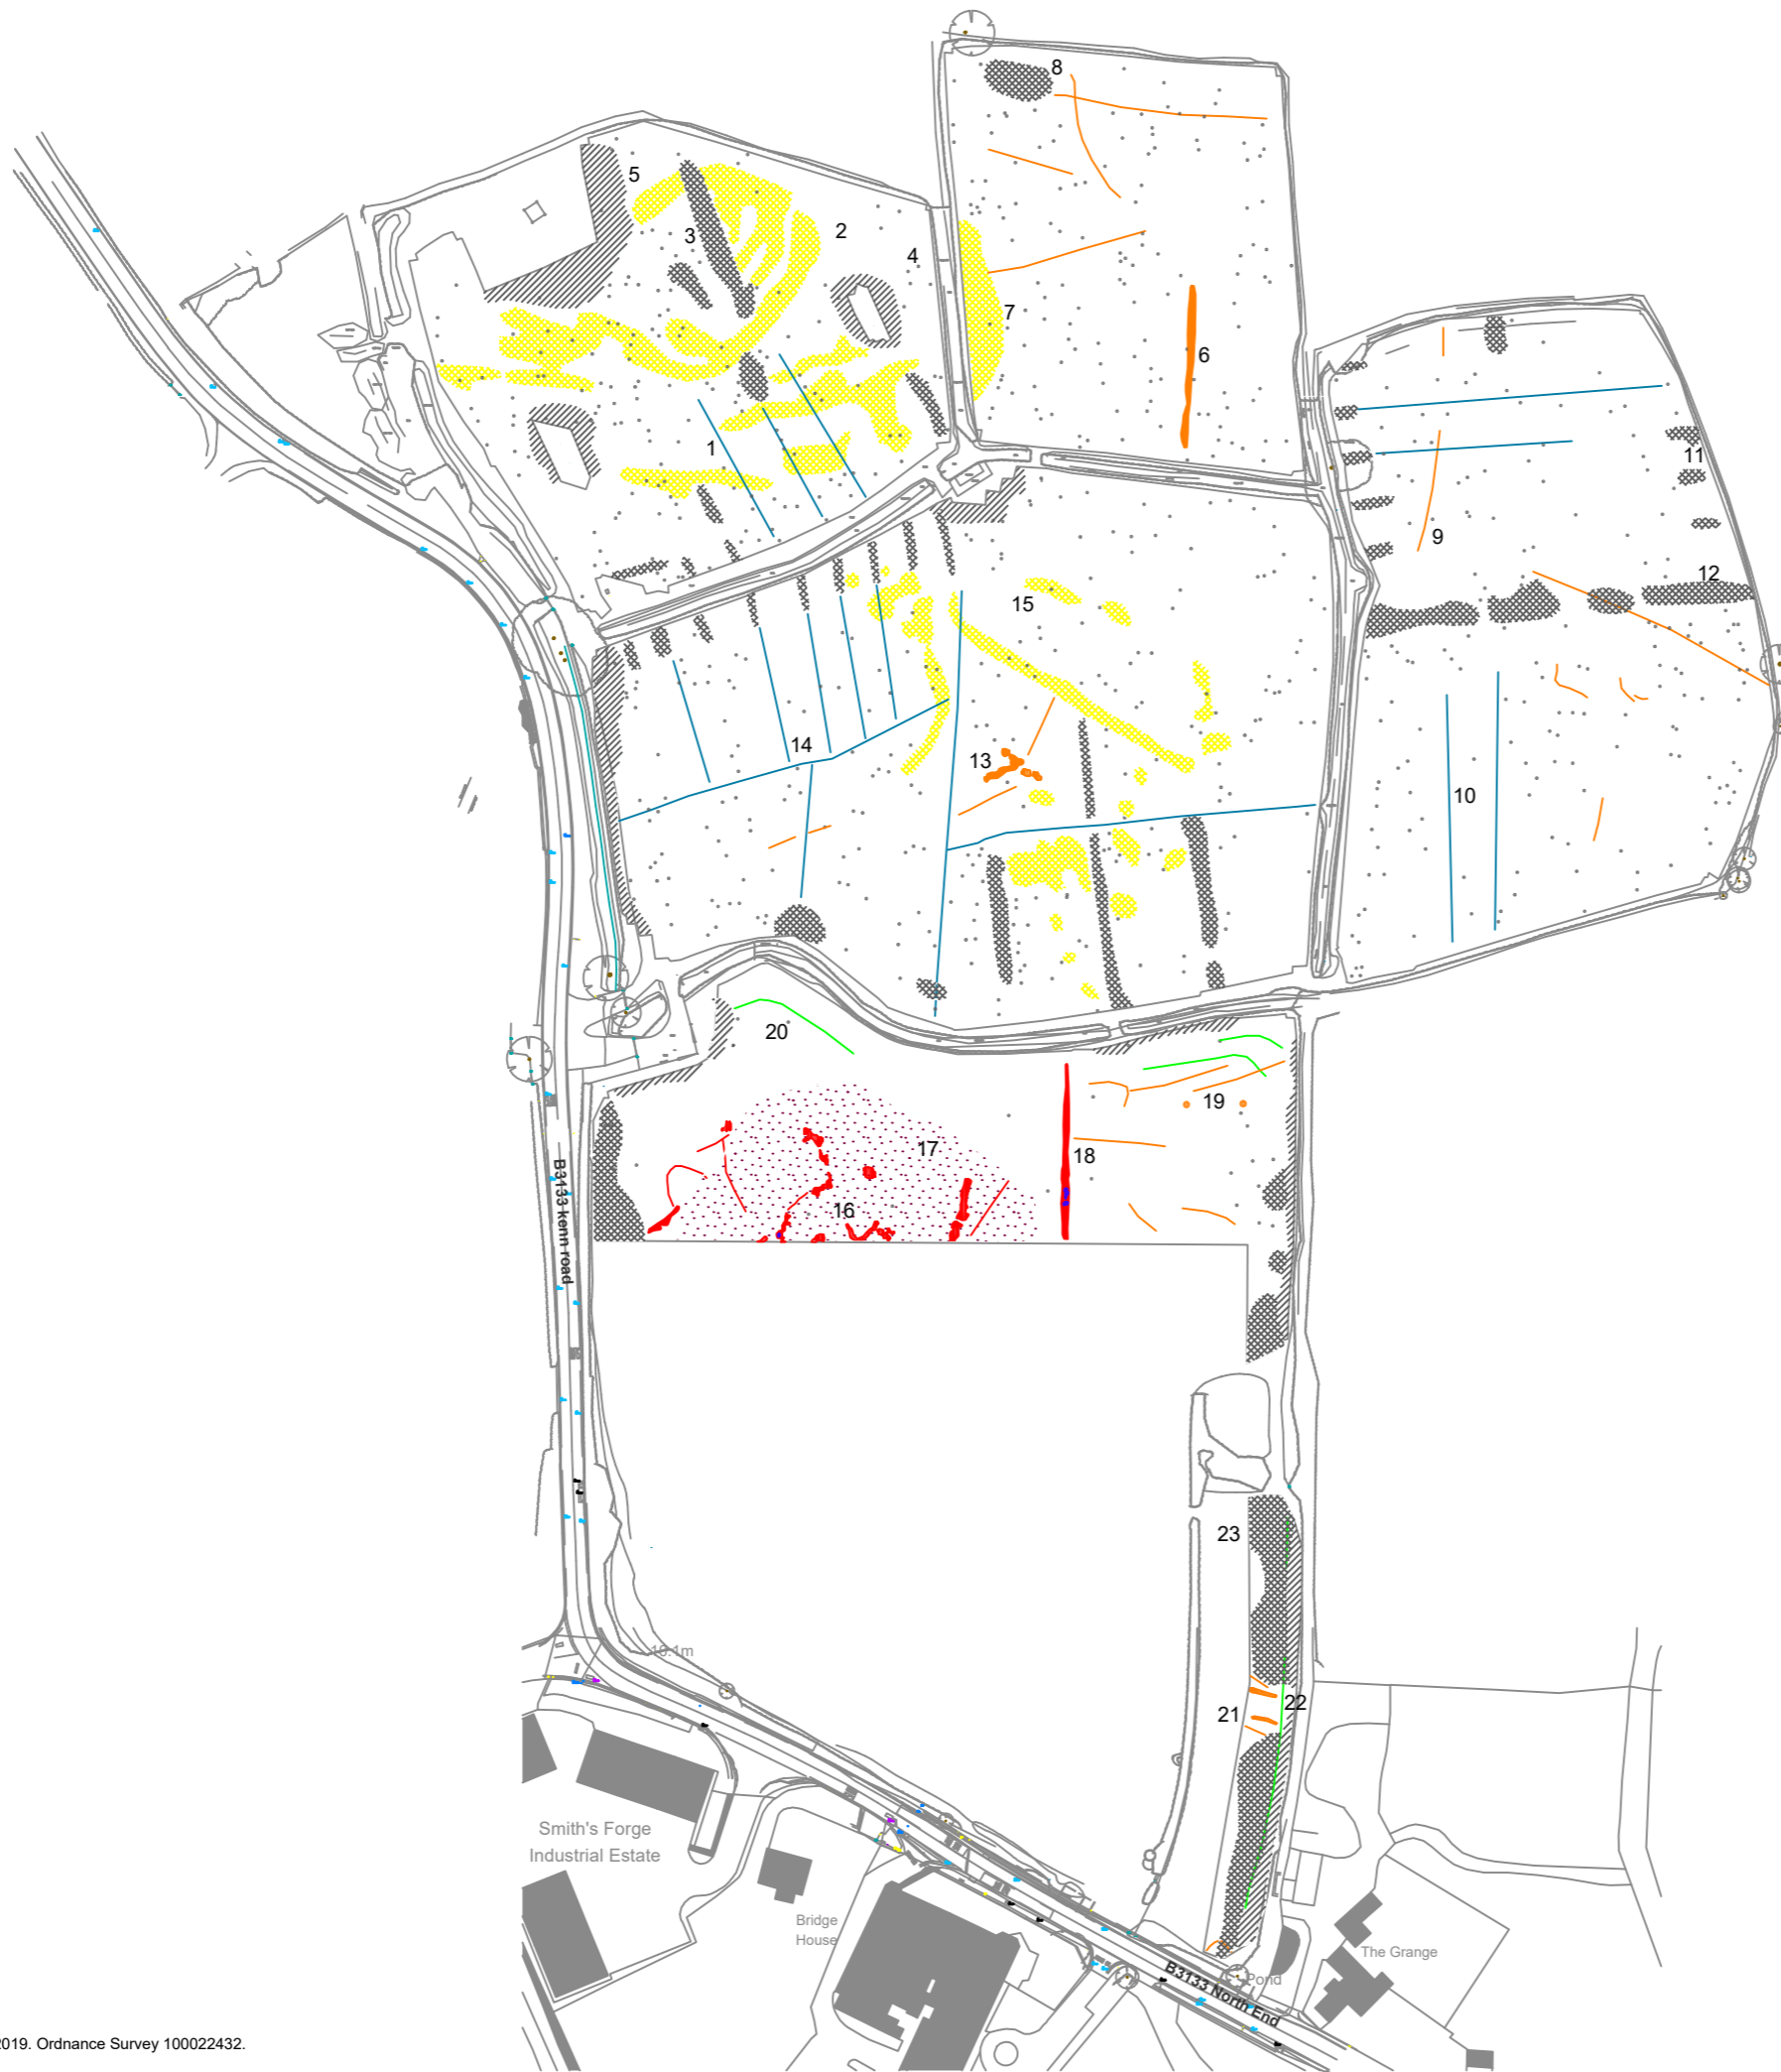 8
5
3
2
4
7
6
1
9
11
12
15
14
13
10
20
19
17
18
16
B3133 kenn road
23
10.1m
21
22
Smith's Forge
Industrial Estate
Bridge
House
The Grange
Pond
B3133 North End
2019. Ordnance Survey 100022432.